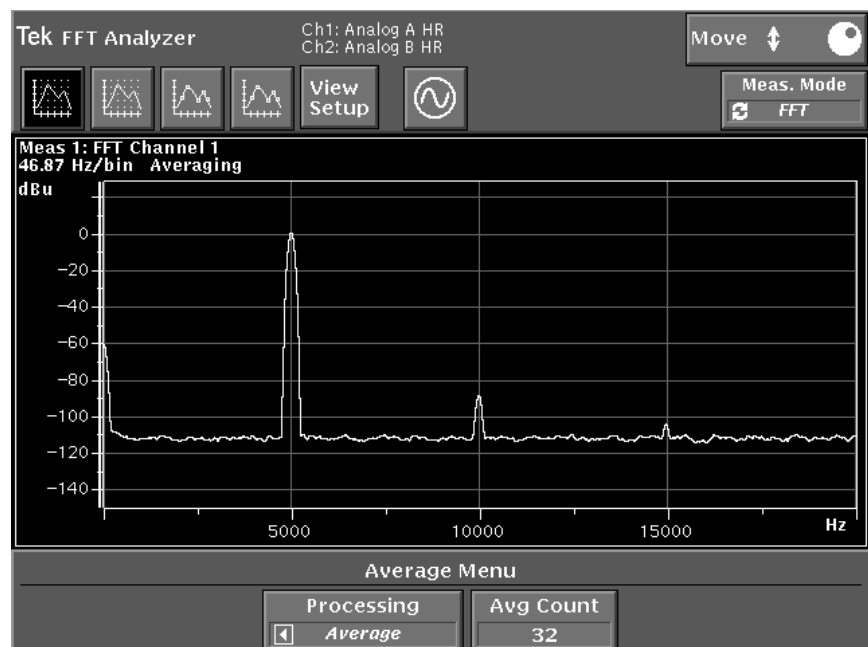 Tek FFT Analyzer
Ch1: Analog A HR
Ch2: Analog B HR
Move
View
Setup
Meas. Mode
FFT
Meas 1: FFT Channel 1
46.87 Hz/bin Averaging
dBu
0
−20
−40
−60
−80
−100
−120
−140
5000
10000
15000
Hz
Average Menu
Processing
Average
Avg Count
32